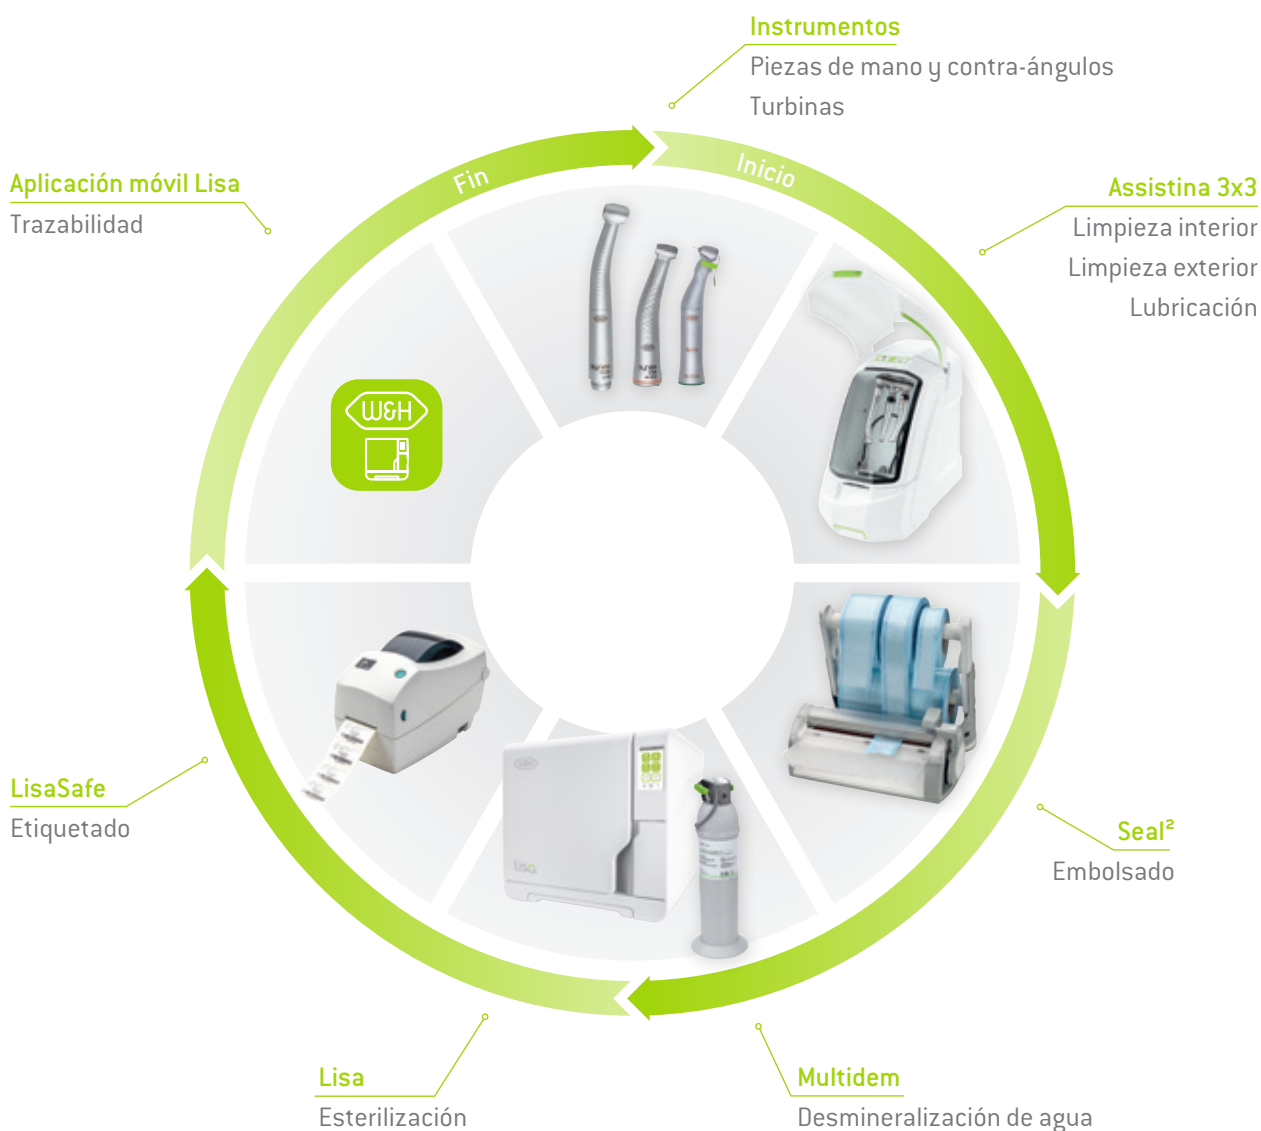 Instrumentos
Piezas de mano y contra-ángulos
Turbinas
Inicio
Assistina 3x3
Limpieza interior
Limpieza exterior
Lubricación
Seal²
Embolsado
Multidem
Desmineralización de agua
Lisa
Esterilización
LisaSafe
Etiquetado
Aplicación móvil Lisa
Trazabilidad
Fin
W&H
Lisa